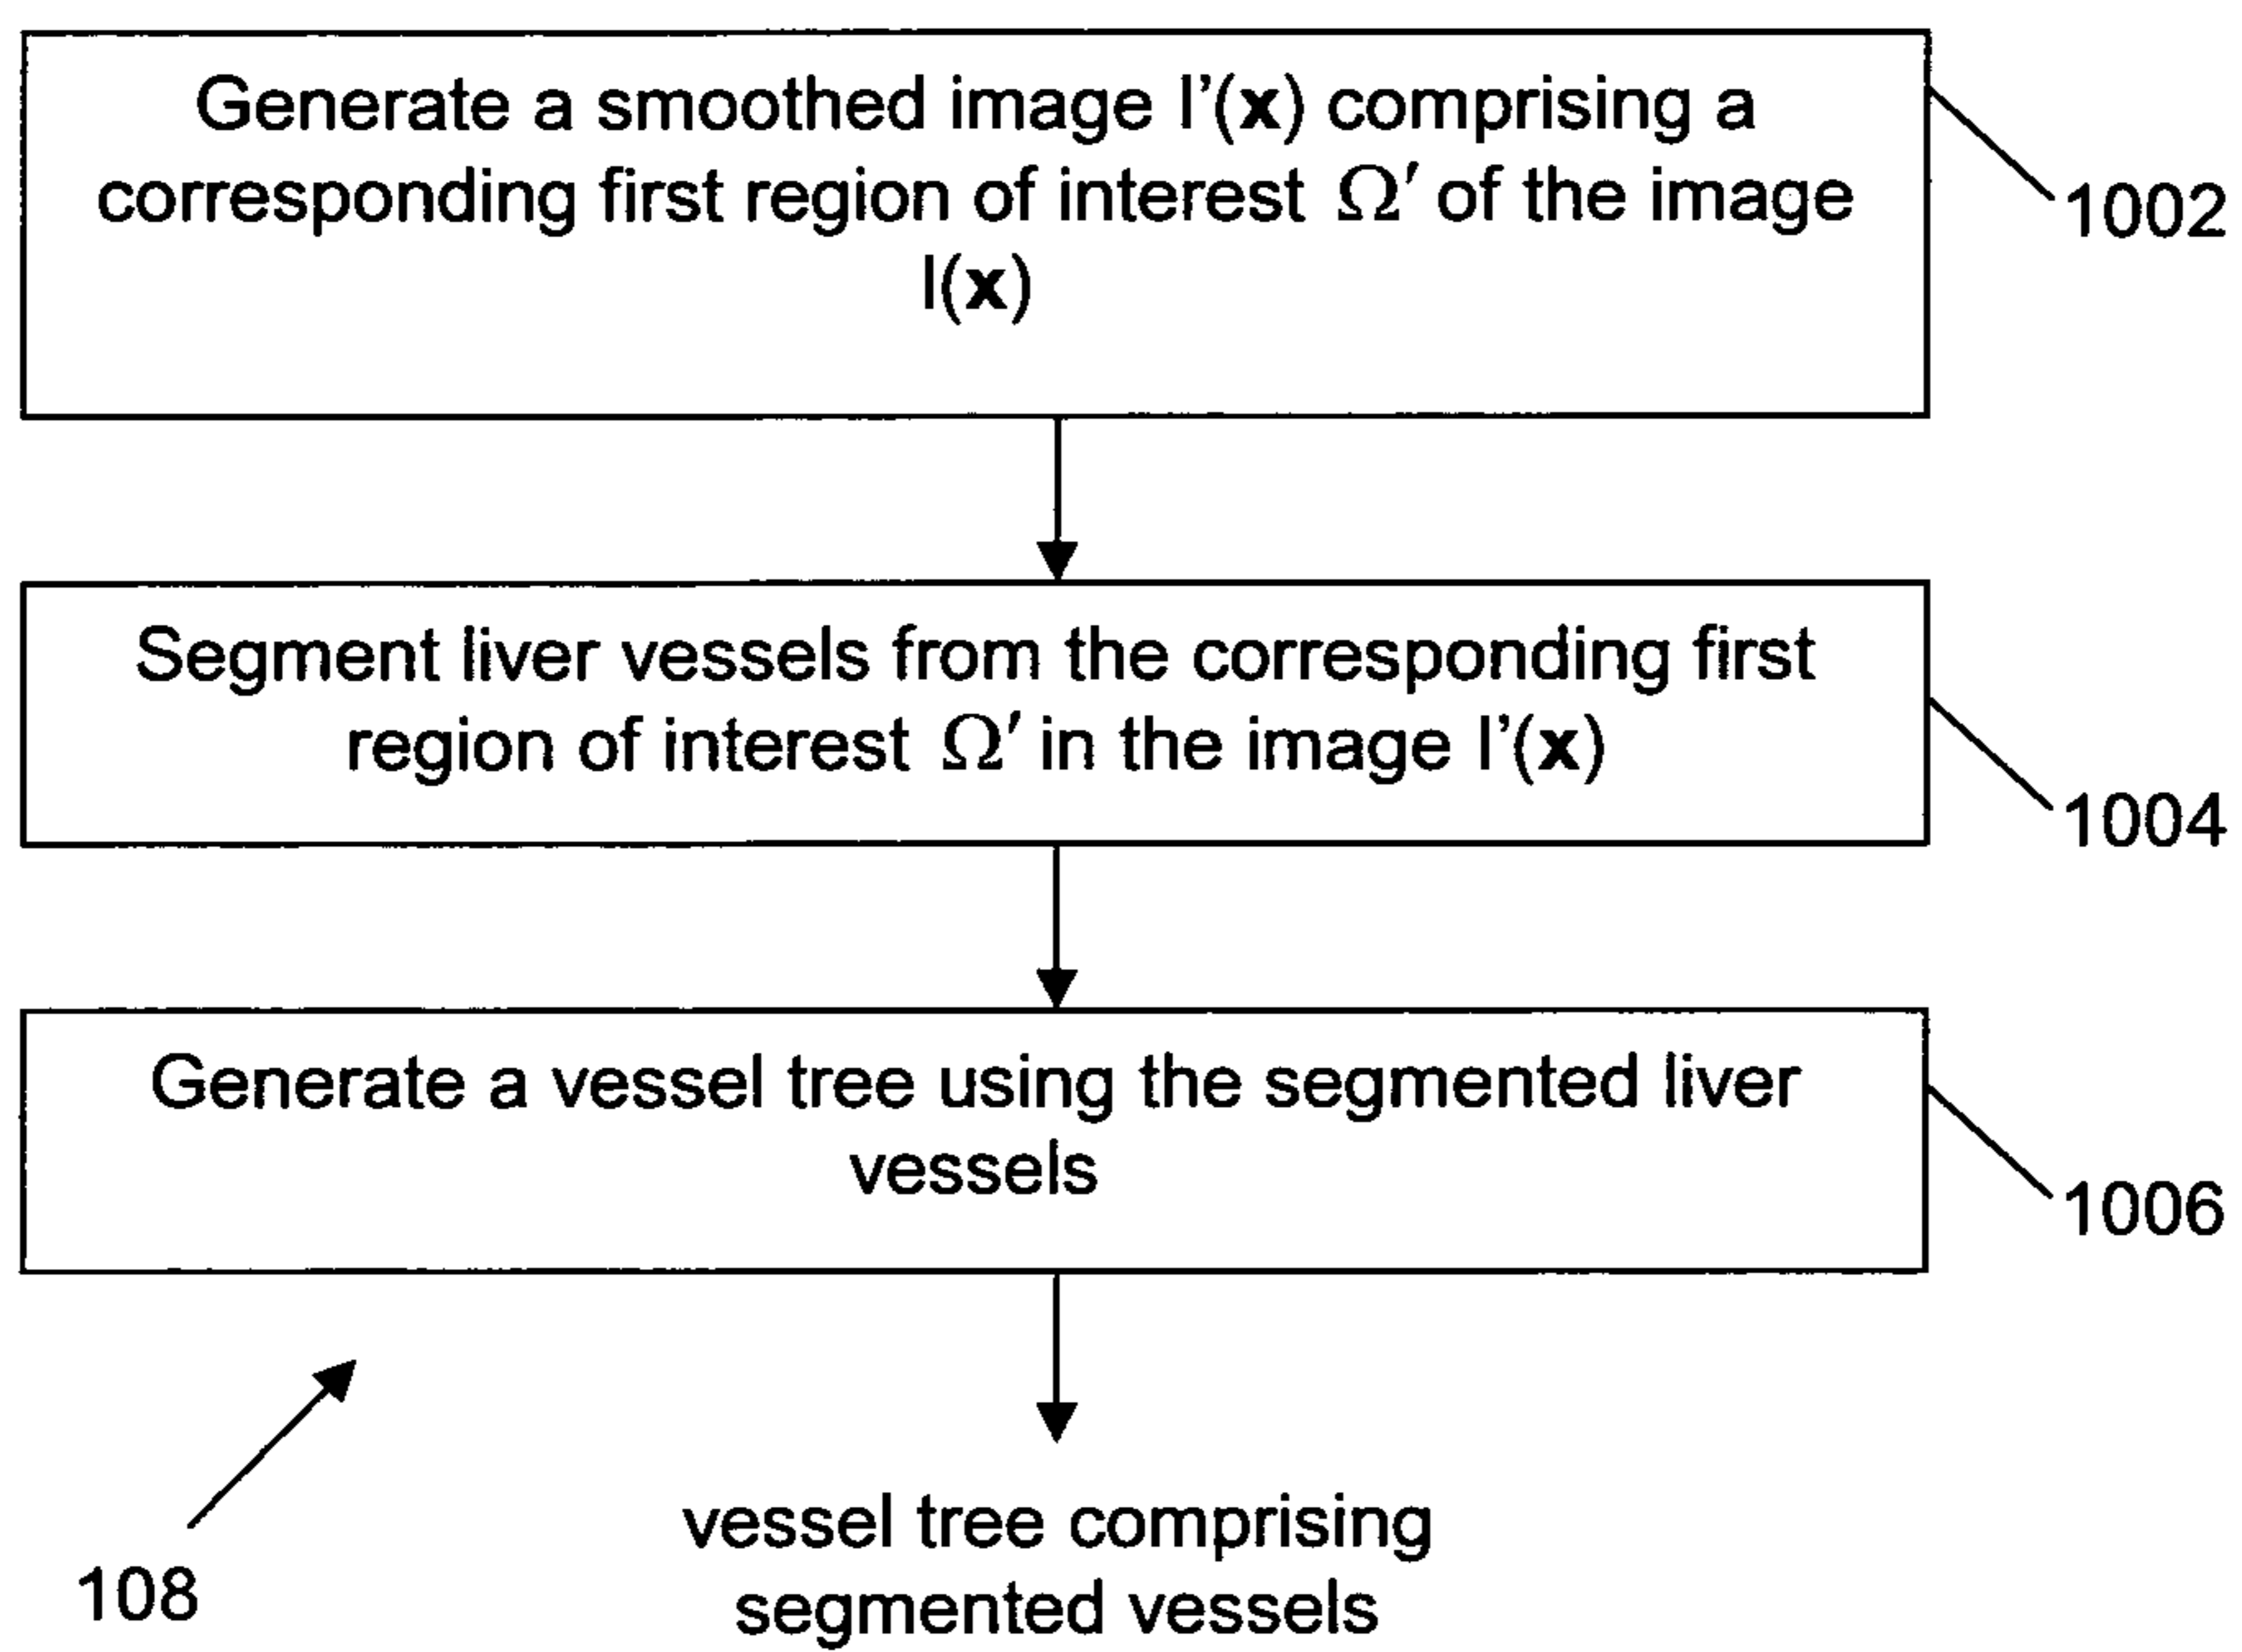 Generate a smoothed image I'(x) comprising a
corresponding first region of interest Ω′ of the image
I(x)
1002
Segment liver vessels from the corresponding first
region of interest Ω′ in the image I'(x)
1004
Generate a vessel tree using the segmented liver
vessels
1006
108
vessel tree comprising
segmented vessels